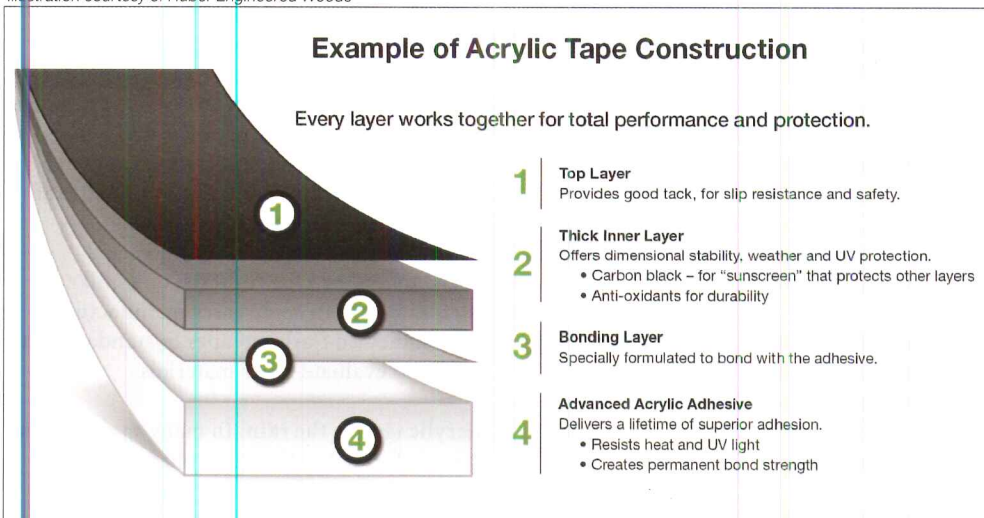 Example of Acrylic Tape Construction
Every layer works together for total performance and protection.
1
2
3
4
1
Top Layer
Provides good tack, for slip resistance and safety.
2
Thick Inner Layer
Offers dimensional stability, weather and UV protection.
• Carbon black – for "sunscreen" that protects other layers
• Anti-oxidants for durability
3
Bonding Layer
Specially formulated to bond with the adhesive.
4
Advanced Acrylic Adhesive
Delivers a lifetime of superior adhesion.
• Resists heat and UV light
• Creates permanent bond strength